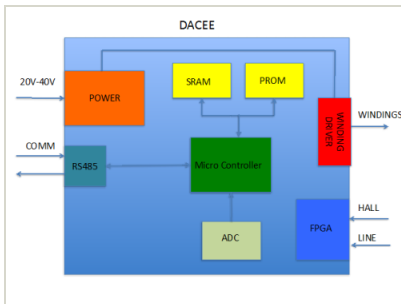 DACEE
20V-40V
POWER
SRAM
PROM
WINDING
DRIVER
WINDINGS
COMM
RS485
Micro Controller
HALL
FPGA
ADC
LINE